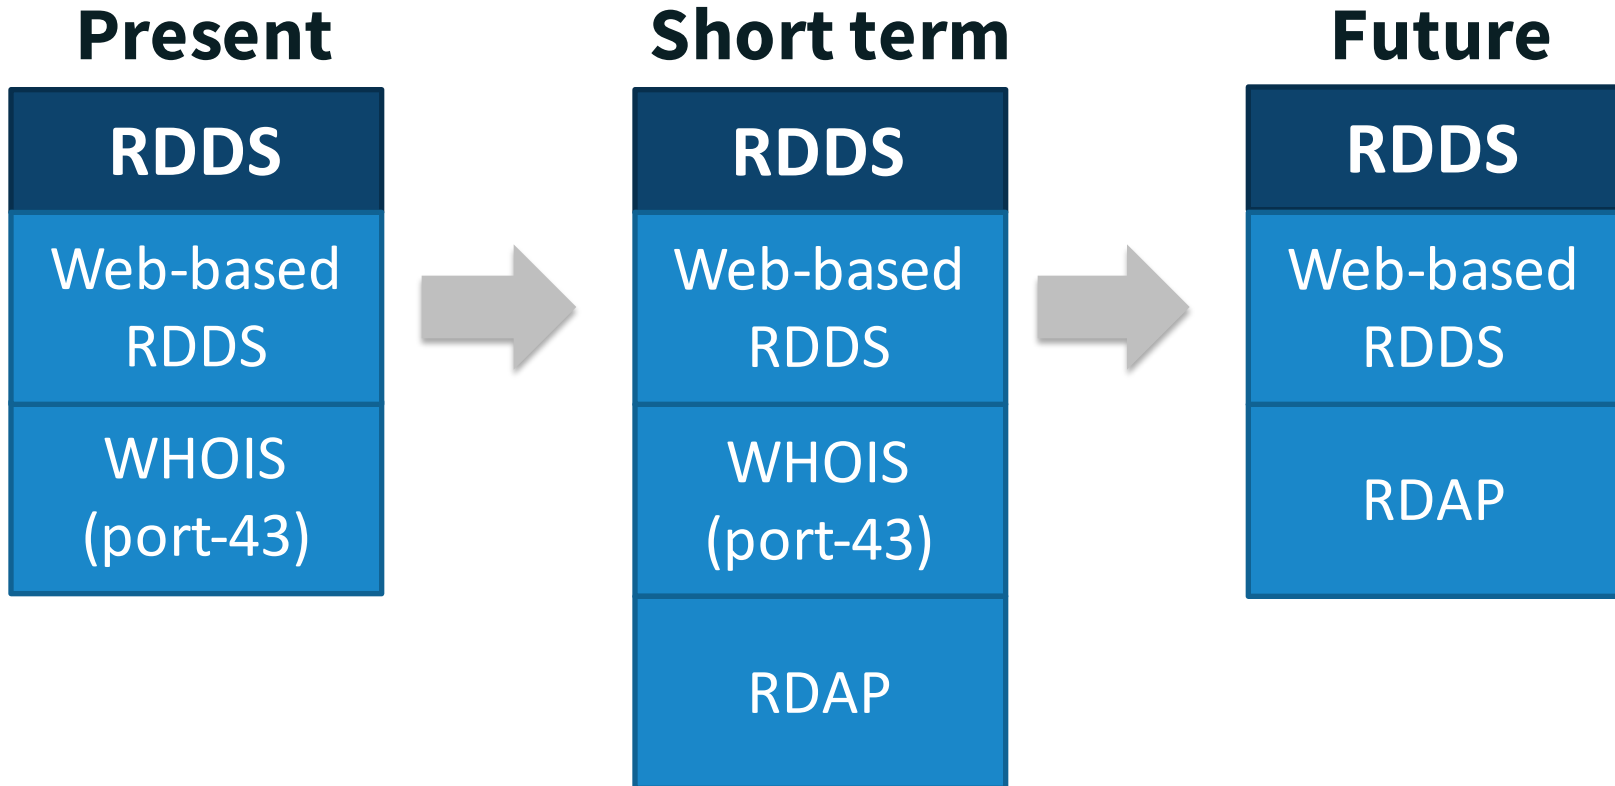 Present
RDDS
Web-based
RDDS
WHOIS
(port-43)
Short term
RDDS
Web-based
RDDS
WHOIS
(port-43)
RDAP
Future
RDDS
Web-based
RDDS
RDAP